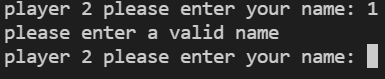 player 2 please enter your name: 1
please enter a valid name
player 2 please enter your name: